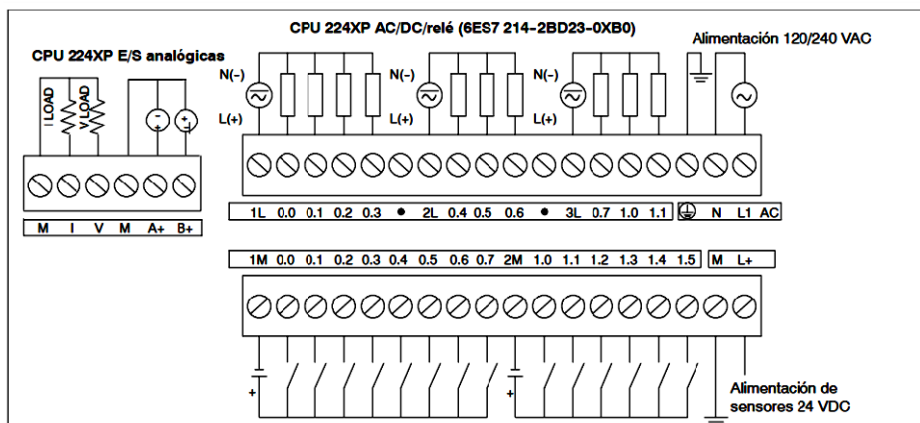 CPU 224XP AC/DC/relé (6ES7 214-2BD23-0XB0)
CPU 224XP E/S analógicas
Alimentación 120/240 VAC
I LOAD
V LOAD
N(-)
L(+)
N(-)
L(+)
N(-)
L(+)
M I V M A+ B+
1L 0.0 0.1 0.2 0.3 • 2L 0.4 0.5 0.6 • 3L 0.7 1.0 1.1 N L1 AC
1M 0.0 0.1 0.2 0.3 0.4 0.5 0.6 0.7 2M 1.0 1.1 1.2 1.3 1.4 1.5 M L+
+
+
Alimentación de
sensores 24 VDC